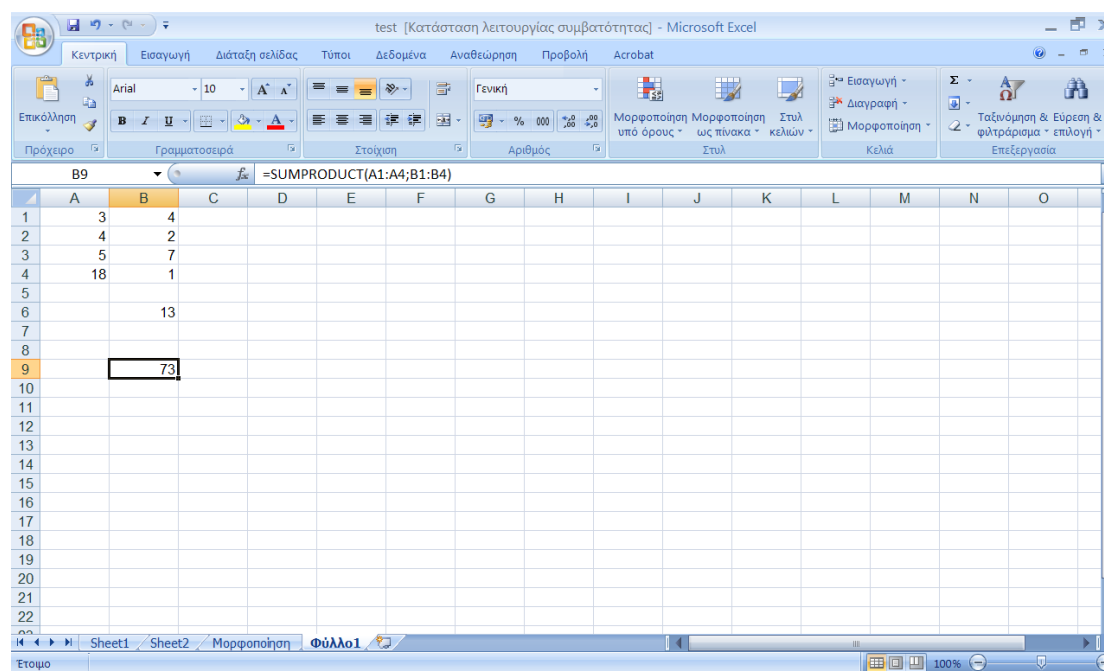 test [Κατάσταση λειτουργίας συμβατότητας] - Microsoft Excel
Κεντρική Εισαγωγή Διάταξη σελίδας Τύποι Δεδομένα Αναθεώρηση Προβολή Acrobat
Arial 10 Γενική Εισαγωγή Σ
Επικόλληση Μορφοποίηση υπό όρους Μορφοποίηση ως πίνακα Στυλ κελιών Διαγραφή Ταξινόμηση & φιλτράρισμα Εύρεση & επιλογή
B I U A % 000 Μορφοποίηση
Πρόχειρο Γραμματοσειρά Στοίχιση Αριθμός Στυλ Κελιά Επεξεργασία
B9 fx =SUMPRODUCT(A1:A4;B1:B4)
A B C D E F G H I J K L M N O
1 3 4
2 4 2
3 5 7
4 18 1
5
6 13
7
8
9 73
10
11
12
13
14
15
16
17
18
19
20
21
22
Sheet1 Sheet2 Μορφοποίηση Φύλλο1
Έτοιμο 100%